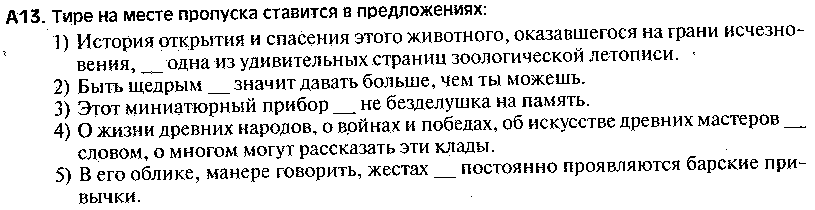 А13. Тире на месте пропуска ставится в предложениях:
1) История открытия и спасения этого животного, оказавшегося на грани исчезно-
вения, __ одна из удивительных страниц зоологической летописи.
2) Быть щедрым __ значит давать больше, чем ты можешь.
3) Этот миниатюрный прибор __ не безделушка на память.
4) О жизни древних народов, о войнах и победах, об искусстве древних мастеров __
словом, о многом могут рассказать эти клады.
5) В его облике, манере говорить, жестах __ постоянно проявляются барские при-
вычки.